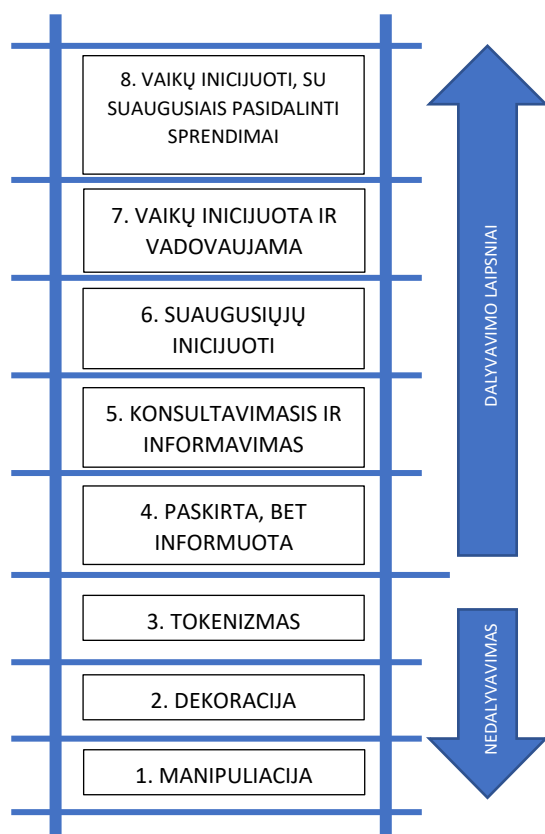 8. VAIKŲ INICIJUOTI, SU
SUAUGUSIAIS PASIDALINTI
SPRENDIMAI
7. VAIKŲ INICIJUOTA IR
VADOVAUJAMA
6. SUAUGUSIŲJŲ
INICIJUOTI
5. KONSULTAVIMASIS IR
INFORMAVIMAS
4. PASKIRTA, BET
INFORMUOTA
3. TOKENIZMAS
2. DEKORACIJA
1. MANIPULIACIJA
DALYVAVIMO LAIPSNIAI
NEDALYVAVIMAS